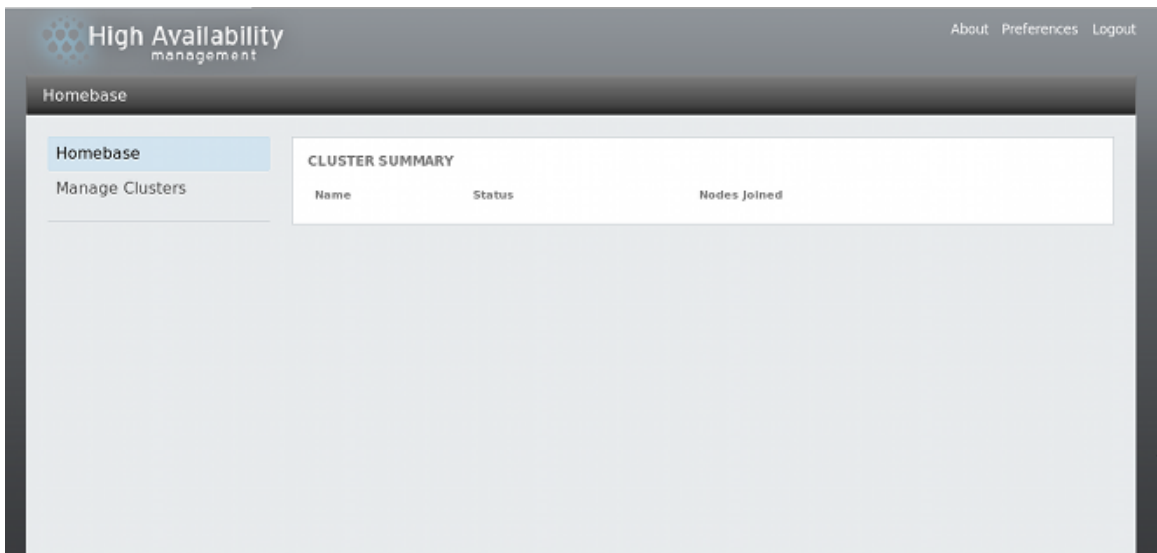 High Availability
management
About Preferences Logout
Homebase
Homebase
Manage Clusters
CLUSTER SUMMARY
Name Status Nodes Joined